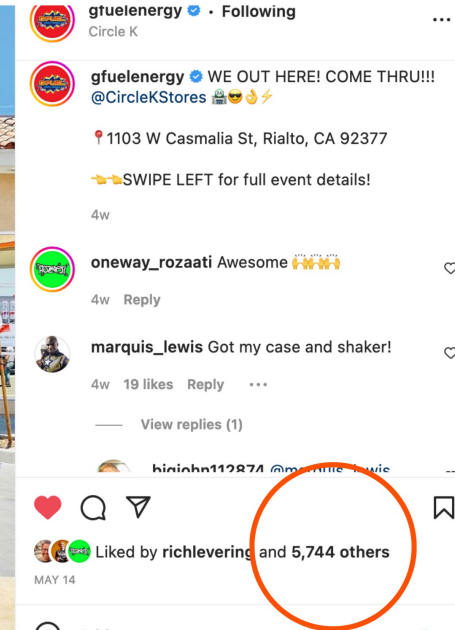 gfuelenergy • Following
Circle K
gfuelenergy WE OUT HERE! COME THRU!!!
@CircleKStores 🏪😎👌⚡
📍1103 W Casmalia St, Rialto, CA 92377
👈👈SWIPE LEFT for full event details!
4w
oneway_rozaati Awesome 🙌🙌🙌
4w Reply
marquis_lewis Got my case and shaker!
4w 19 likes Reply •••
View replies (1)
bigjohn112874 @marquis_lewis
Liked by richlevering and 5,744 others
MAY 14